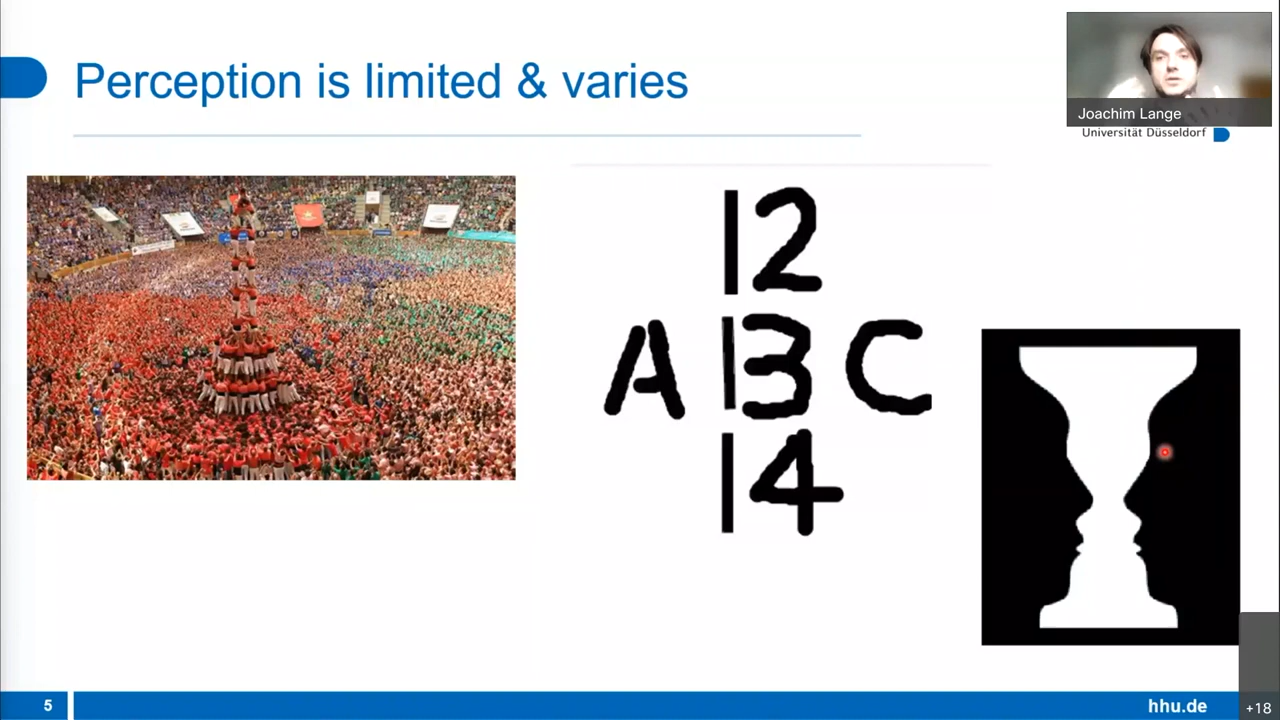 Perception is limited & varies
Joachim Lange
Universität Düsseldorf
12
A 13 C
14
5
hhu.de
+18